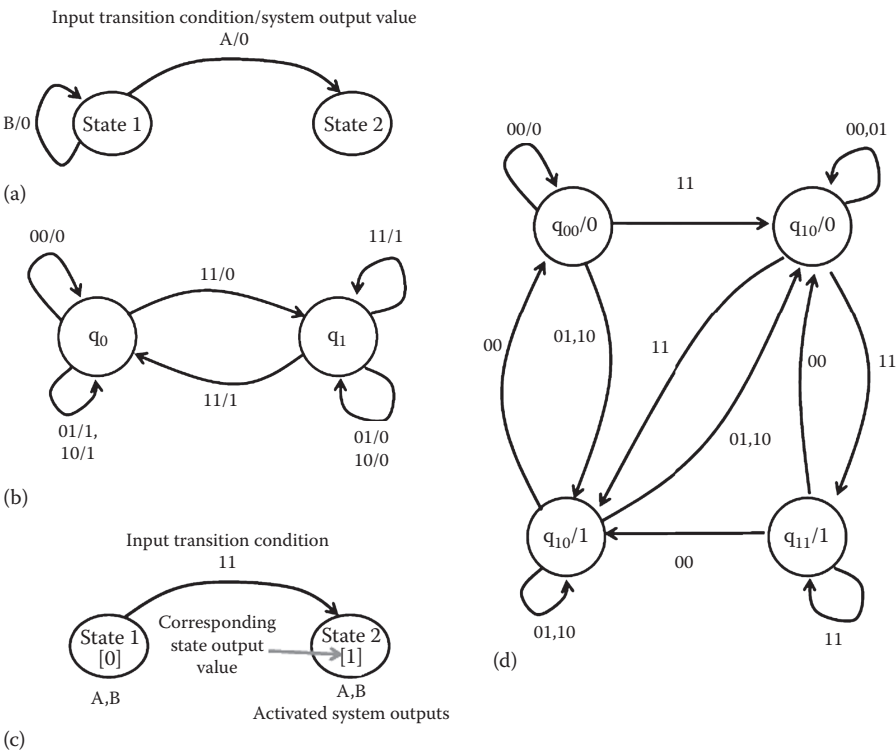 Input transition condition/system output value
A/0
B/0
State 1
State 2
(a)
00/0
11/0
11/1
q0
q1
11/1
01/1,
10/1
01/0
10/0
(b)
Input transition condition
11
State 1
[0]
A,B
Corresponding
state output
value
State 2
[1]
A,B
Activated system outputs
(c)
00/0
00,01
11
q00/0
q10/0
00
01,10
11
00
11
01,10
q10/1
q11/1
00
01,10
11
(d)